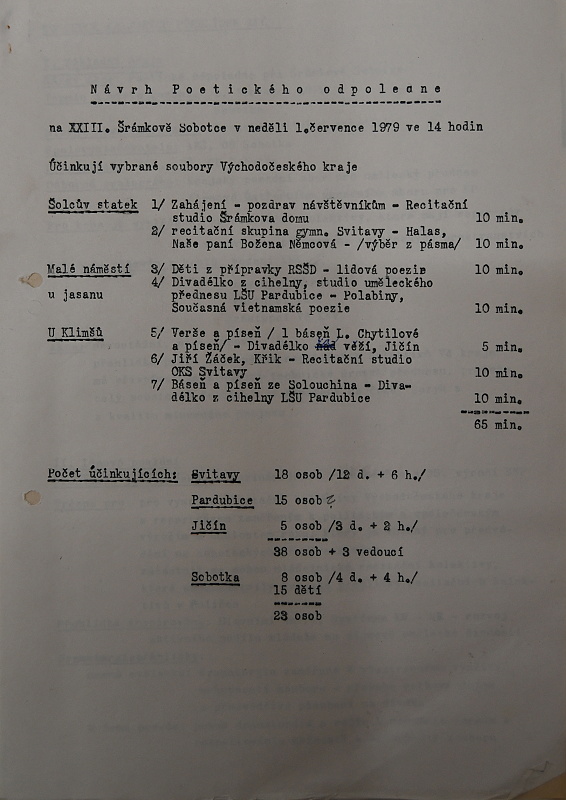 Návrh Poetického odpoledne
na XXIII. Šrámkově Sobotce v neděli 1.července 1979 ve 14 hodin
Účinkují vybrané soubory Východočeského kraje
Šolcův statek 1/ Zahájení - pozdrav návštěvníkům - Recitační
studio Šrámkova domu 10 min.
2/ recitační skupina gymn. Svitavy - Halas,
Naše paní Božena Němcová - /výběr z pásma/ 10 min.
Malé náměstí 3/ Děti z přípravky RSŠD - lidová poezie 10 min.
4/ Divadélko z cihelny, studio uměleckého
u jasanu přednesu LŠU Pardubice - Polabiny,
Současná vietnamská poezie 10 min.
U Klimšů 5/ Verše a píseň / 1 báseň L. Chytilové
a píseň/ - Divadélko věží, Jičín 5 min.
6/ Jiří Žáček, Křik - Recitační studio
OKS Svitavy 10 min.
7/ Báseň a píseň ze Solouchina - Diva-
délko z cihelny LŠU Pardubice 10 min.
65 min.
Počet účinkujících: Svitavy 18 osob /12 d. + 6 h./
Pardubice 15 osob
Jičín 5 osob /3 d. + 2 h./
38 osob + 3 vedoucí
Sobotka 8 osob /4 d. + 4 h./
15 dětí
23 osob